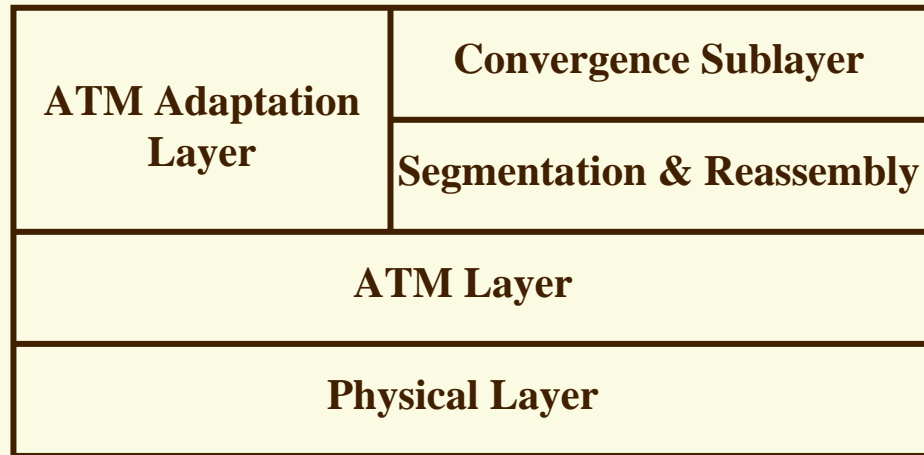 ATM Adaptation
Layer
Convergence Sublayer
Segmentation & Reassembly
ATM Layer
Physical Layer